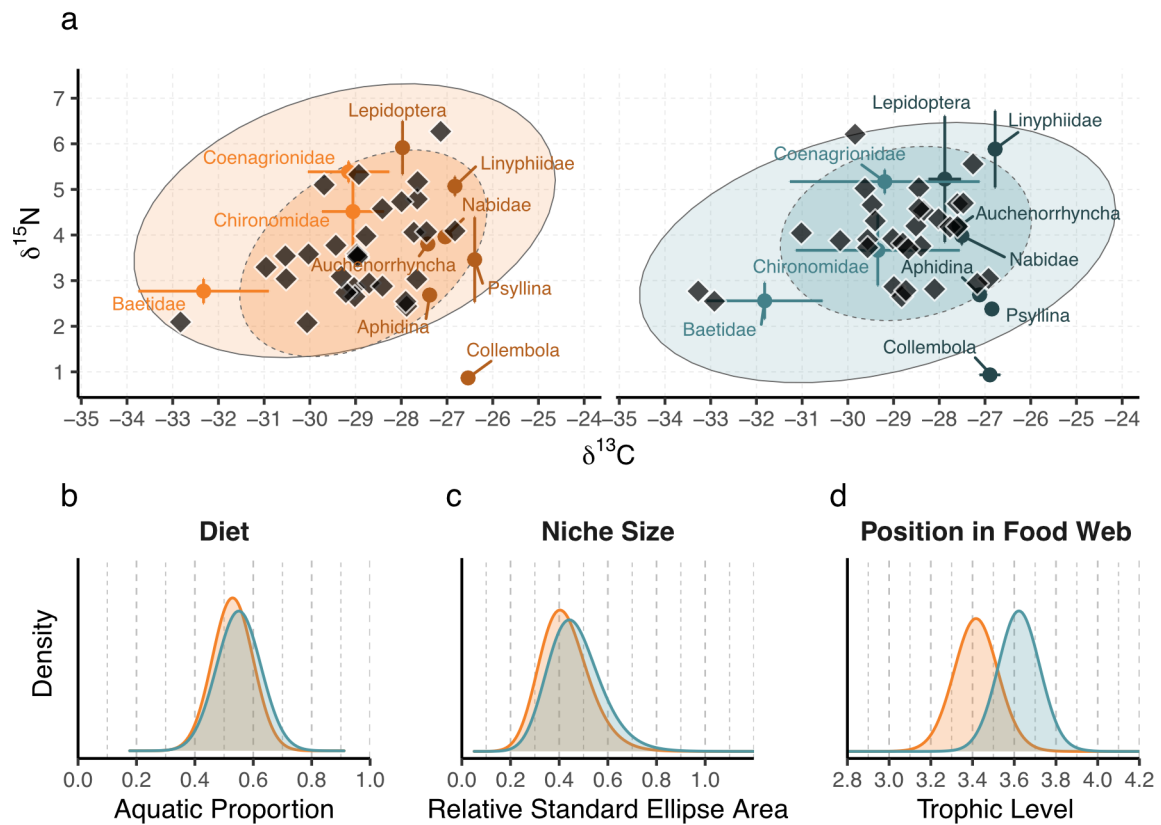 a
δ¹⁵N
7
6
5
4
3
2
1
Lepidoptera
Coenagrionidae
Linyphiidae
Nabidae
Chironomidae
Auchenorrhyncha
Psyllina
Baetidae
Aphidina
Collembola
−35 −34 −33 −32 −31 −30 −29 −28 −27 −26 −25 −24
Lepidoptera
Linyphiidae
Coenagrionidae
Auchenorrhyncha
Nabidae
Chironomidae
Aphidina
Psyllina
Baetidae
Collembola
−35 −34 −33 −32 −31 −30 −29 −28 −27 −26 −25 −24
δ¹³C
b
Diet
Density
0.0 0.2 0.4 0.6 0.8 1.0
Aquatic Proportion
c
Niche Size
0.0 0.2 0.4 0.6 0.8 1.0
Relative Standard Ellipse Area
d
Position in Food Web
2.8 3.0 3.2 3.4 3.6 3.8 4.0 4.2
Trophic Level